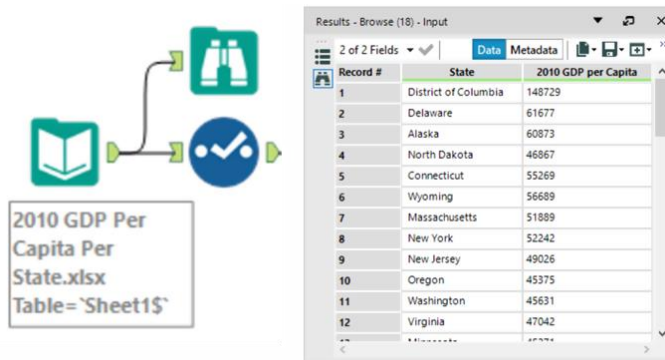 Results - Browse (18) - Input
2 of 2 Fields Data Metadata
Record # State 2010 GDP per Capita
1 District of Columbia 148729
2 Delaware 61677
3 Alaska 60873
4 North Dakota 46867
5 Connecticut 55269
6 Wyoming 56689
7 Massachusetts 51889
8 New York 52242
9 New Jersey 49026
10 Oregon 45375
11 Washington 45631
12 Virginia 47042
2010 GDP Per
Capita Per
State.xlsx
Table=`Sheet1$`